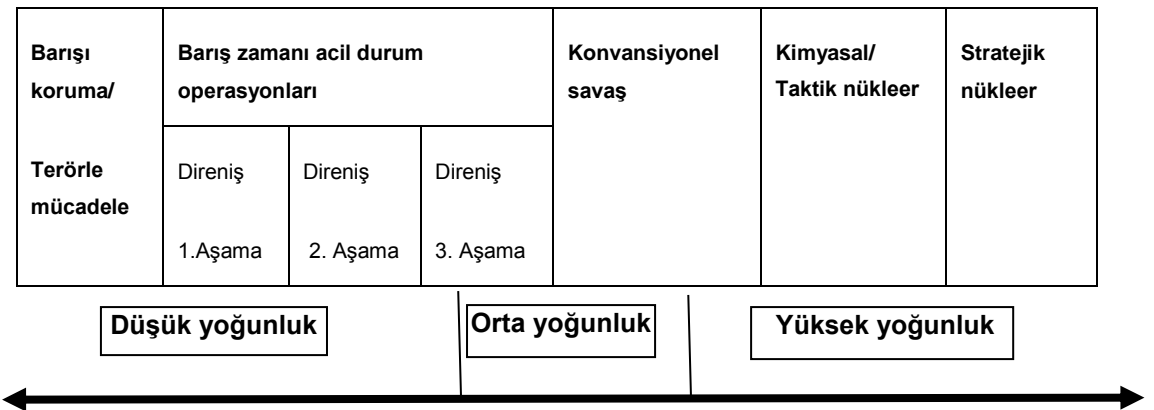 Barışı
koruma/
Terörle
mücadele
Barış zamanı acil durum
operasyonları
Direniş
1.Aşama
Direniş
2. Aşama
Direniş
3. Aşama
Konvansiyonel
savaş
Kimyasal/
Taktik nükleer
Stratejik
nükleer
Düşük yoğunluk
Orta yoğunluk
Yüksek yoğunluk